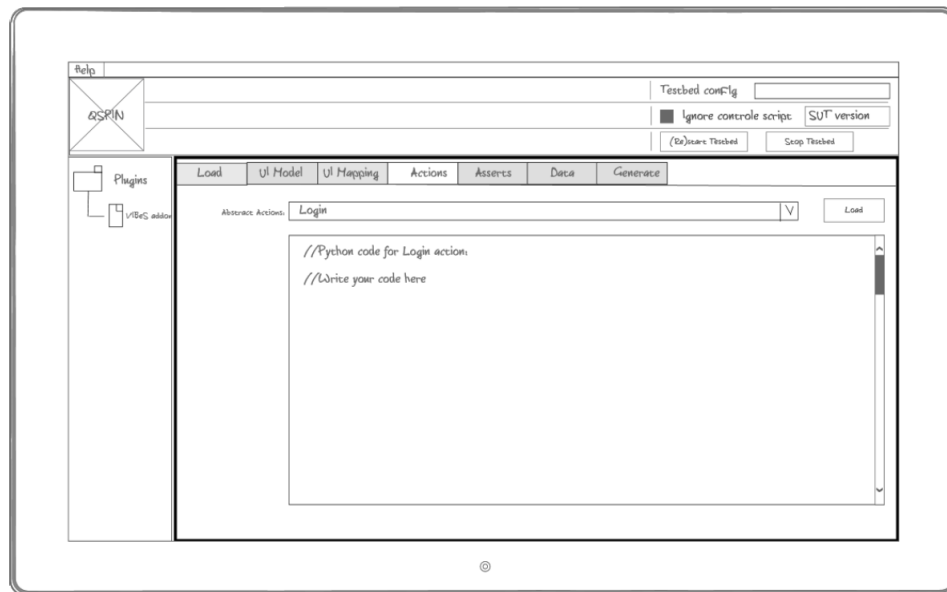 Help
QSPIN
Testbed config
Ignore controle script SUT version
(Re)start Testbed Stop Testbed
Plugins
VIBeS addon
Load UI Model UI Mapping Actions Asserts Data Generate
Abstract Actions: Login V Load
//Python code for Login action:
//Write your code here